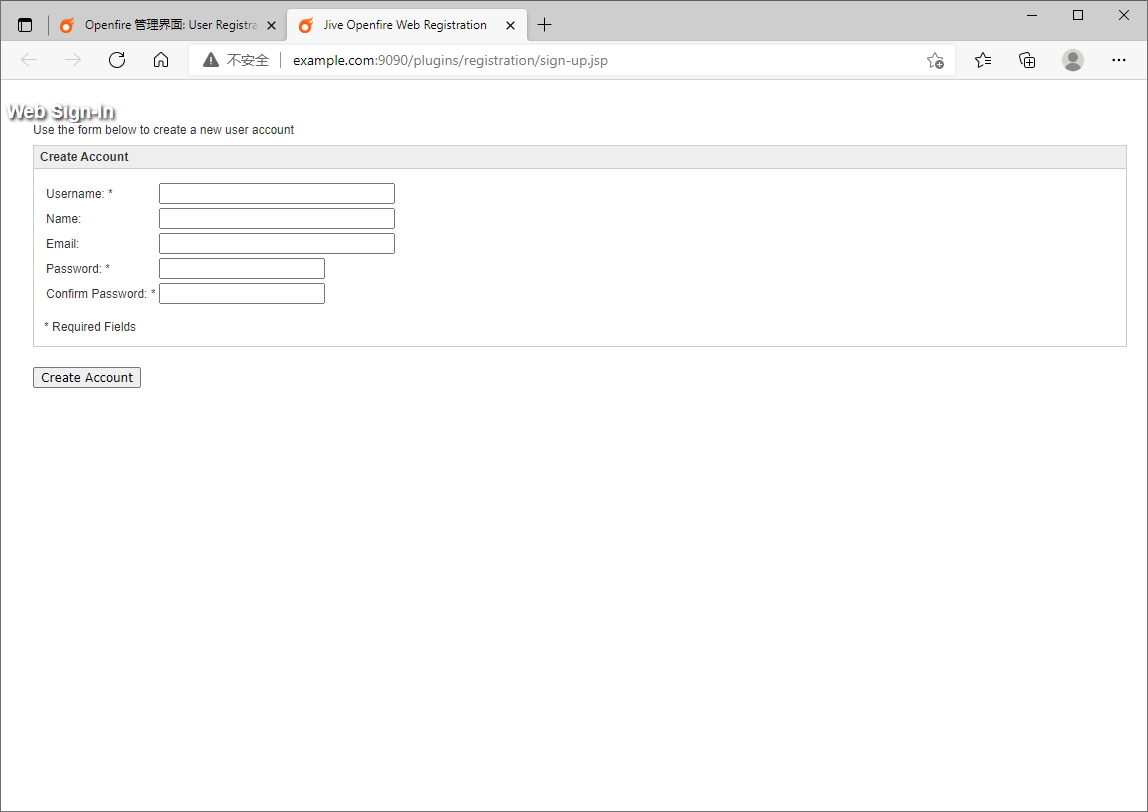 Openfire 管理界面: User Registra
Jive Openfire Web Registration
不安全
example.com:9090/plugins/registration/sign-up.jsp
Web Sign-In
Use the form below to create a new user account
Create Account
Username: *
Name:
Email:
Password: *
Confirm Password: *
* Required Fields
Create Account